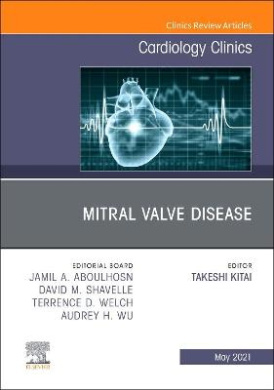 Clinics Review Articles
Cardiology Clinics
MITRAL VALVE DISEASE
EDITORIAL BOARD
JAMIL A. ABOULHOSN
DAVID M. SHAVELLE
TERRENCE D. WELCH
AUDREY H. WU
EDITOR
TAKESHI KITAI
ELSEVIER
May 2021